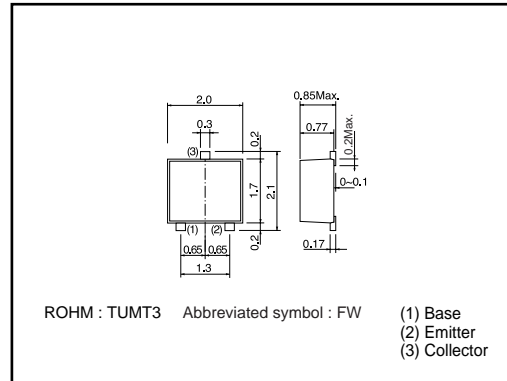 2.0
0.3
(3)
0.2
1.7
2.1
0.2
(1)
(2)
0.65
0.65
1.3
0.85Max.
0.77
0.2Max.
0~0.1
0.17
ROHM : TUMT3 Abbreviated symbol : FW
(1) Base
(2) Emitter
(3) Collector